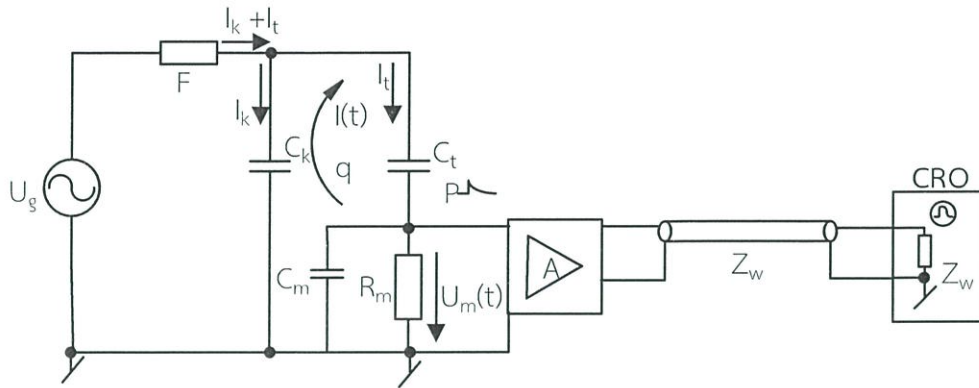 I_k + I_t
F
I_k
I(t)
I_t
C_k
q
C_t
U_g
P
CRO
C_m
R_m
U_m(t)
A
Z_w
Z_w